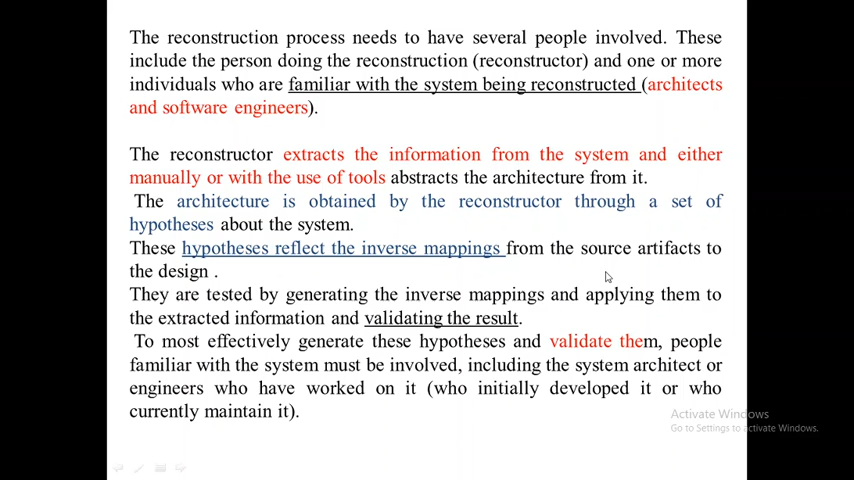 The reconstruction process needs to have several people involved. These
include the person doing the reconstruction (reconstructor) and one or more
individuals who are familiar with the system being reconstructed (architects
and software engineers).
The reconstructor extracts the information from the system and either
manually or with the use of tools abstracts the architecture from it.
The architecture is obtained by the reconstructor through a set of
hypotheses about the system.
These hypotheses reflect the inverse mappings from the source artifacts to
the design .
They are tested by generating the inverse mappings and applying them to
the extracted information and validating the result.
To most effectively generate these hypotheses and validate them, people
familiar with the system must be involved, including the system architect or
engineers who have worked on it (who initially developed it or who
currently maintain it).
Activate Windows
Go to Settings to activate Windows.